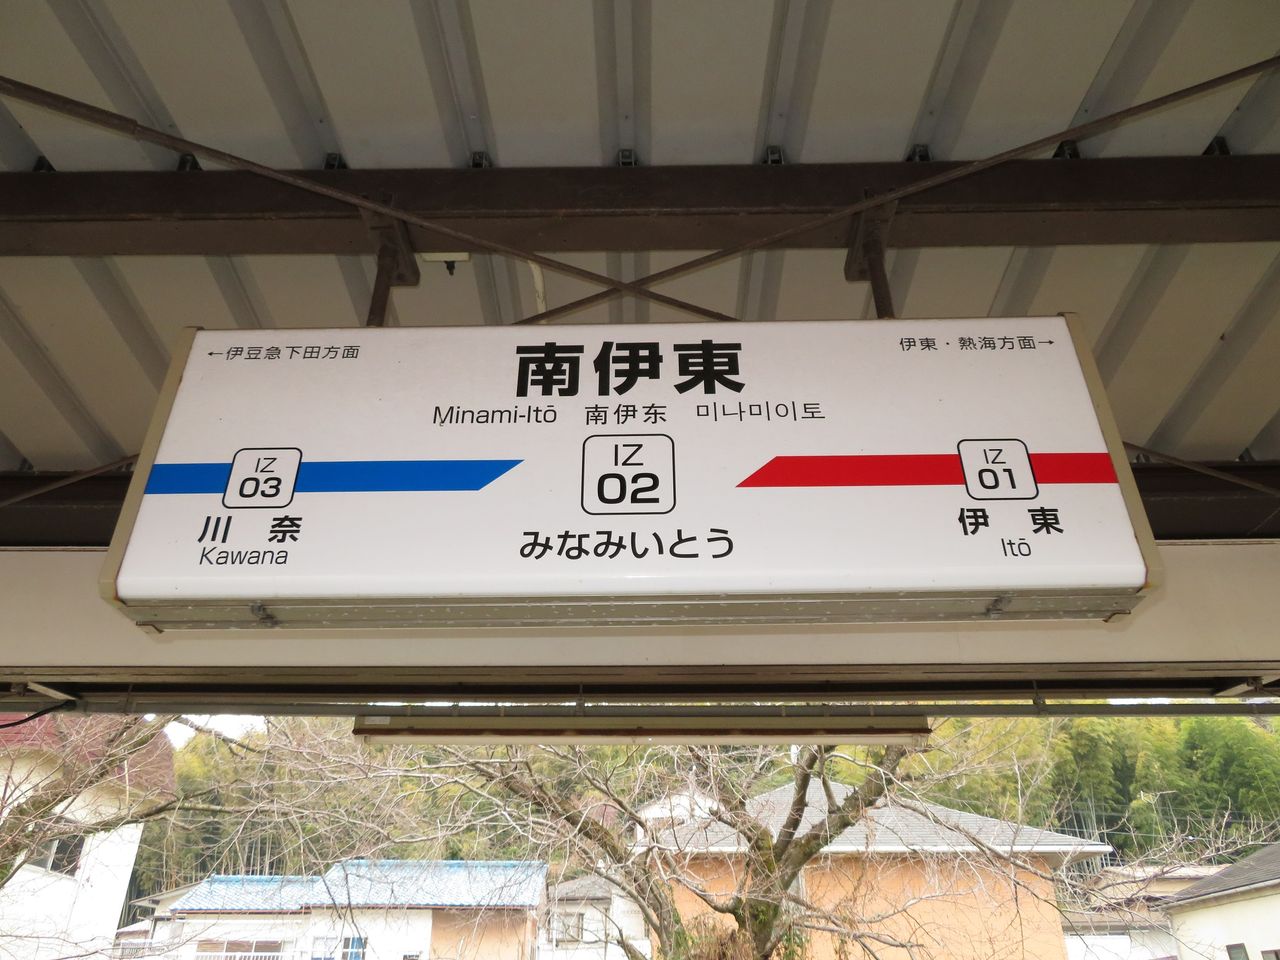 ←伊豆急下田方面
伊東・熱海方面→
南伊東
Minami-Itō 南伊东 미나미이토
IZ
03
IZ
02
IZ
01
川奈
Kawana
みなみいとう
伊東
Itō